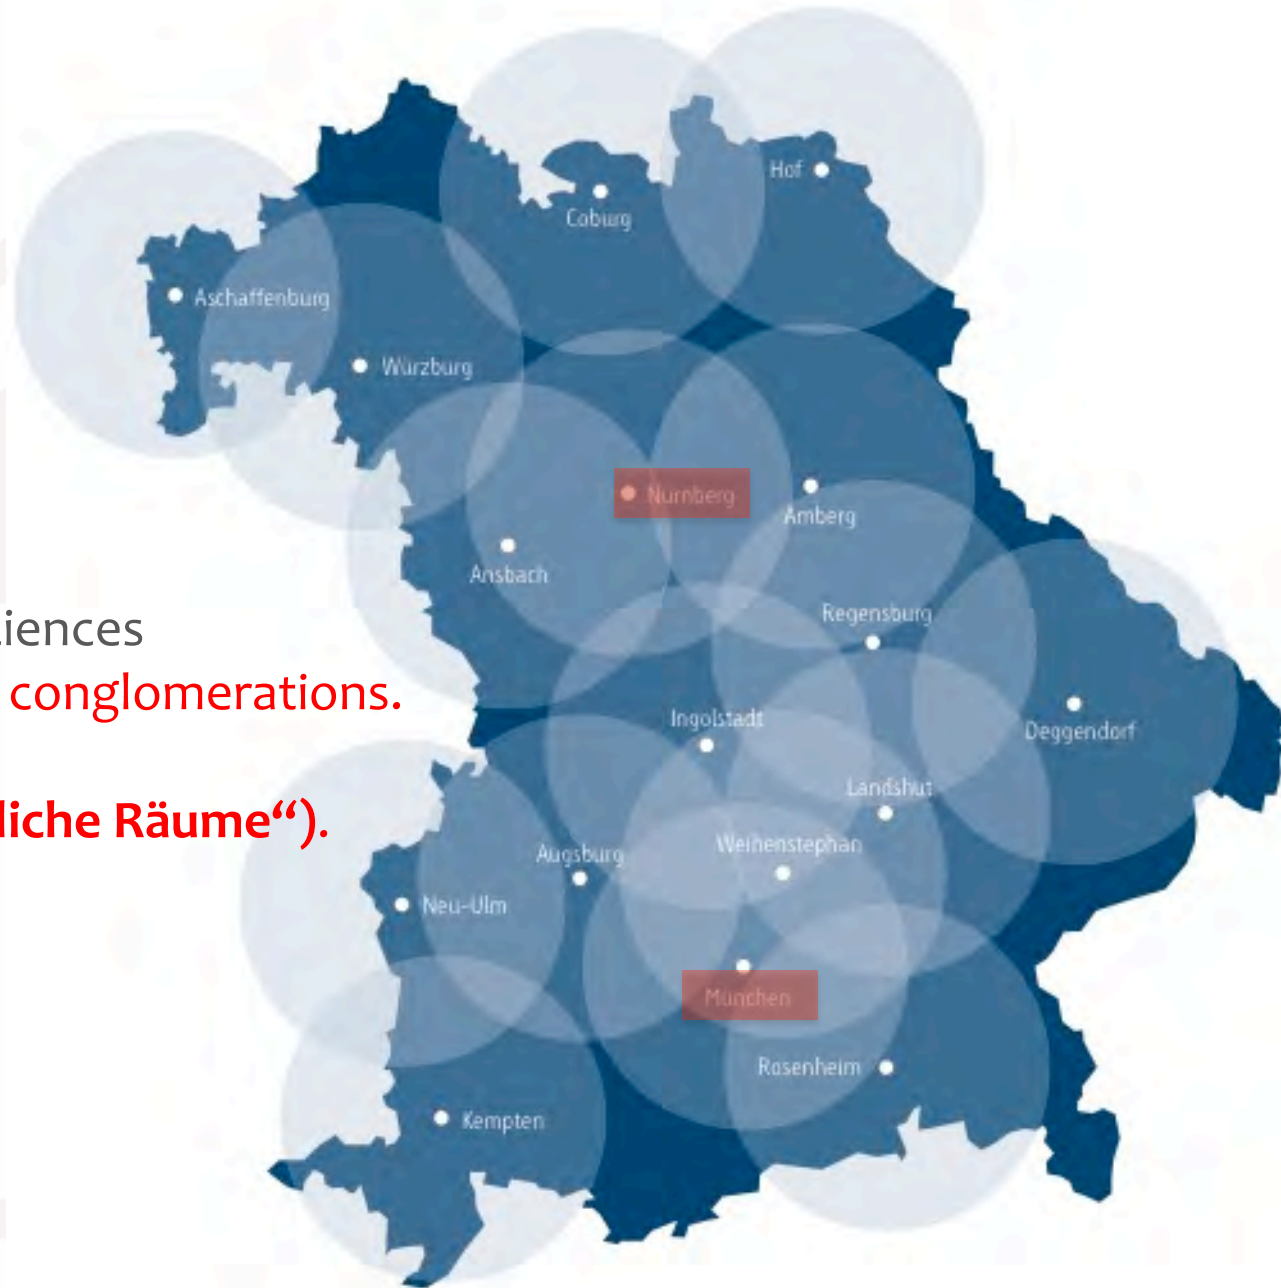 Hof
Coburg
Aschaffenburg
Würzburg
Nürnberg
Amberg
Ansbach
Regensburg
iences
conglomerations.
Ingolstadt
Deggendorf
Landshut
liche Räume“).
Weihenstephan
Augsburg
Neu-Ulm
München
Rosenheim
Kempten